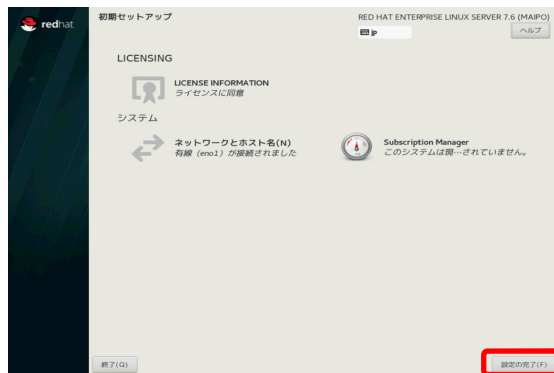 redhat
初期セットアップ
RED HAT ENTERPRISE LINUX SERVER 7.6 (MAIPO)
jp
ヘルプ
LICENSING
LICENSE INFORMATION
ライセンスに同意
システム
ネットワークとホスト名(N)
有線 (eno1) が接続されました
Subscription Manager
このシステムは現…されていません。
終了(Q)
設定の完了(F)